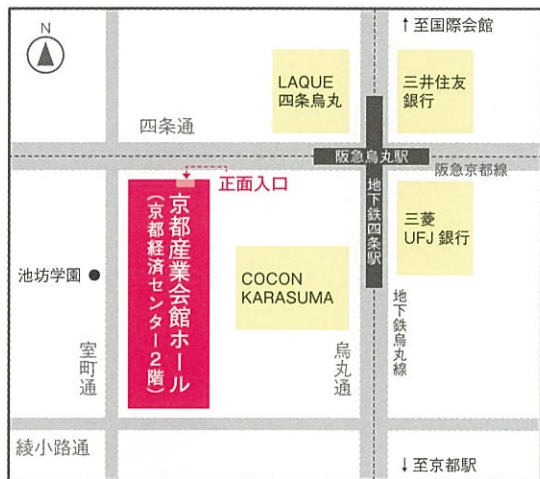 N
↑至国際会館
LAQUE
四条烏丸
三井住友
銀行
四条通
阪急烏丸駅
阪急京都線
正面入口
地下鉄四条駅
京都産業会館ホール
(京都経済センター2階)
三菱
UFJ 銀行
池坊学園
COCON
KARASUMA
地下鉄烏丸線
室町通
烏丸通
綾小路通
↓至京都駅